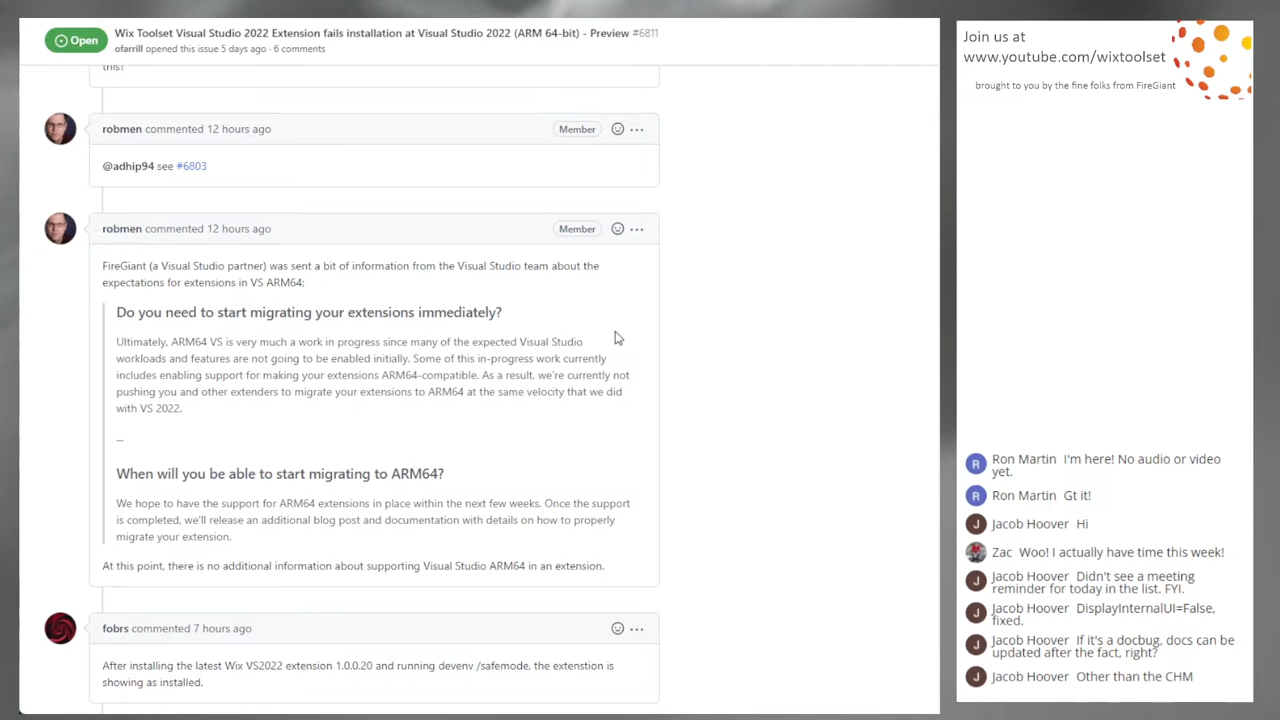 Open
Wix Toolset Visual Studio 2022 Extension fails installation at Visual Studio 2022 (ARM 64-bit) - Preview #6811
ofarrill opened this issue 5 days ago · 6 comments
this?
robmen commented 12 hours ago
Member
@adhip94 see #6803
robmen commented 12 hours ago
Member
FireGiant (a Visual Studio partner) was sent a bit of information from the Visual Studio team about the
expectations for extensions in VS ARM64:
Do you need to start migrating your extensions immediately?
Ultimately, ARM64 VS is very much a work in progress since many of the expected Visual Studio
workloads and features are not going to be enabled initially. Some of this in-progress work currently
includes enabling support for making your extensions ARM64-compatible. As a result, we're currently not
pushing you and other extenders to migrate your extensions to ARM64 at the same velocity that we did
with VS 2022.
...
When will you be able to start migrating to ARM64?
We hope to have the support for ARM64 extensions in place within the next few weeks. Once the support
is completed, we'll release an additional blog post and documentation with details on how to properly
migrate your extension.
At this point, there is no additional information about supporting Visual Studio ARM64 in an extension.
fobrs commented 7 hours ago
After installing the latest Wix VS2022 extension 1.0.0.20 and running devenv /safemode, the extenstion is
showing as installed.
Join us at
www.youtube.com/wixtoolset
brought to you by the fine folks from FireGiant
R
Ron Martin I'm here! No audio or video
yet.
R
Ron Martin Gt it!
J
Jacob Hoover Hi
Zac Woo! I actually have time this week!
J
Jacob Hoover Didn't see a meeting
reminder for today in the list. FYI.
J
Jacob Hoover DisplayInternalUI=False,
fixed.
J
Jacob Hoover If it's a docbug, docs can be
updated after the fact, right?
J
Jacob Hoover Other than the CHM